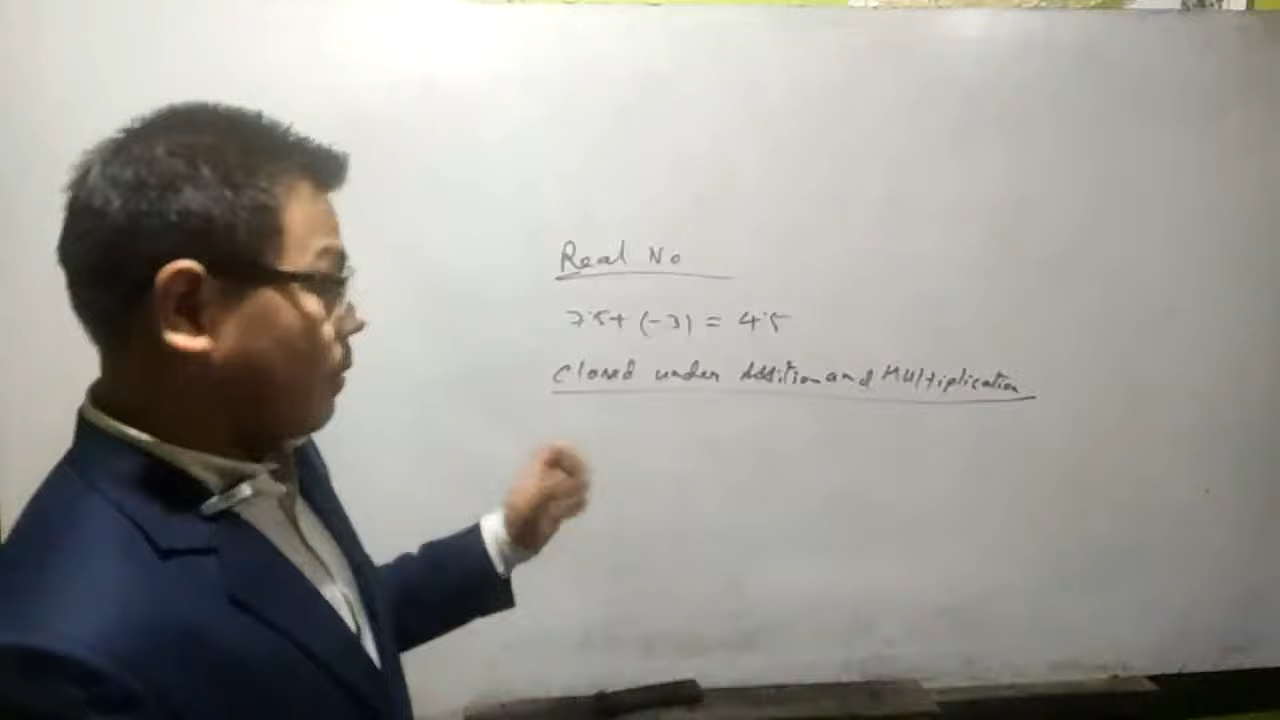 Real No
7.5+ (-3) = 4.5
Closed under Addition and Multiplication